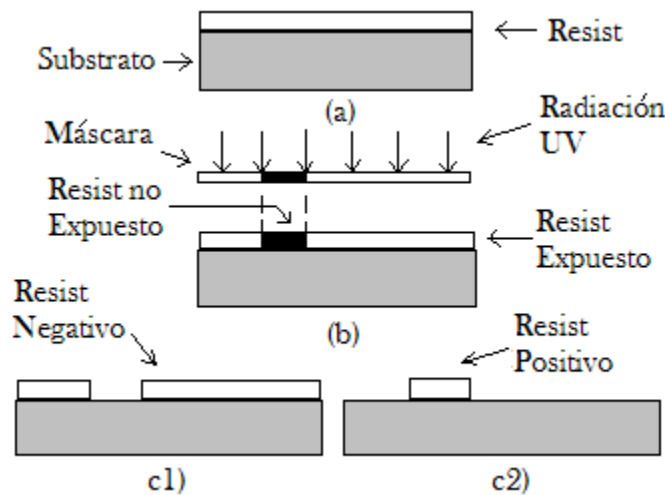 Resist
Substrato
(a)
Radiación
UV
Máscara
Resist no
Expuesto
Resist
Expuesto
(b)
Resist
Negativo
Resist
Positivo
c1)
c2)